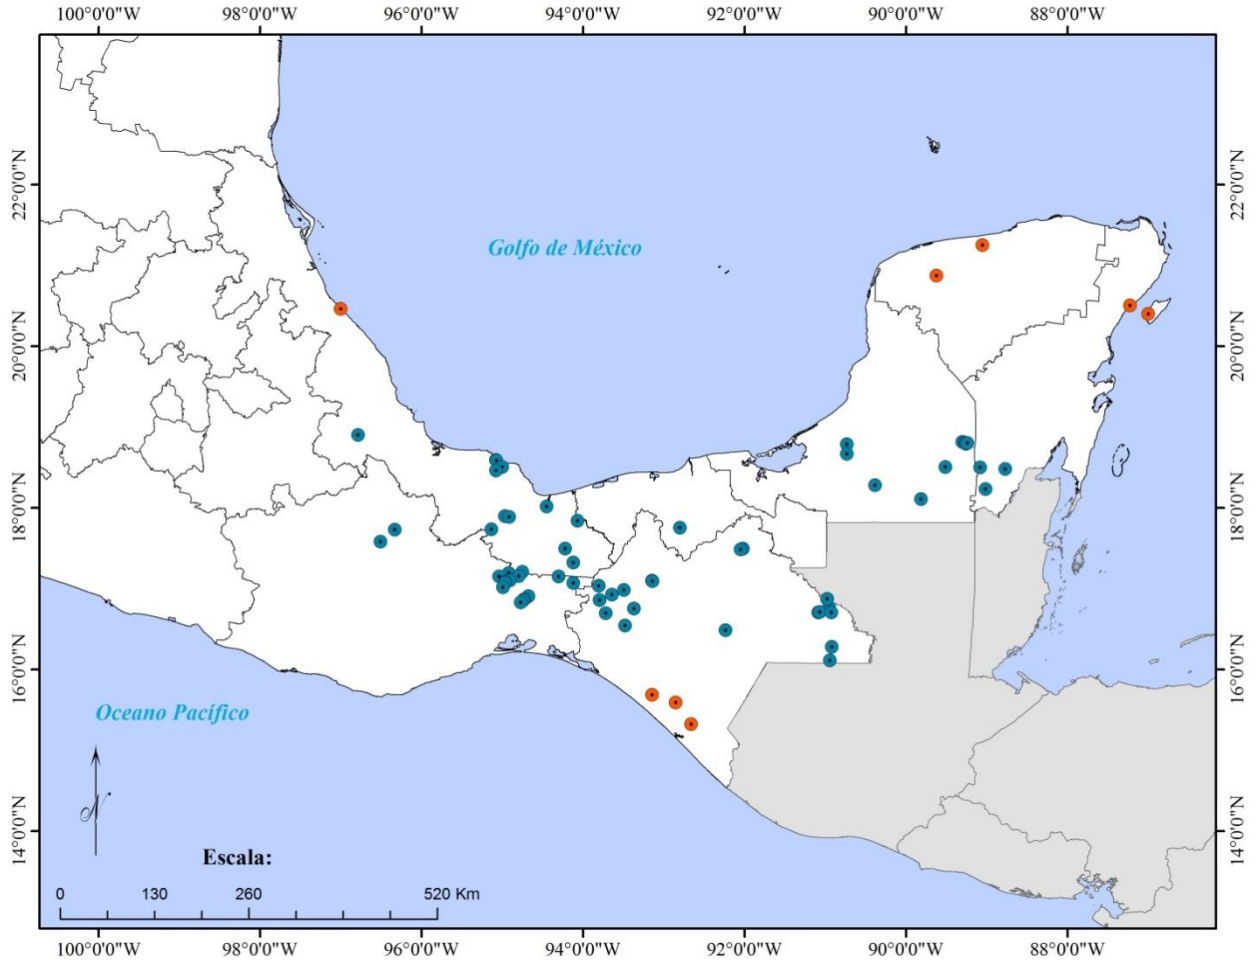 100°0'0"W 98°0'0"W 96°0'0"W 94°0'0"W 92°0'0"W 90°0'0"W 88°0'0"W
22°0'0"N 22°0'0"N
Golfo de México
20°0'0"N 20°0'0"N
18°0'0"N 18°0'0"N
16°0'0"N 16°0'0"N
Oceano Pacífico
N
14°0'0"N 14°0'0"N
Escala:
0 130 260 520 Km
100°0'0"W 98°0'0"W 96°0'0"W 94°0'0"W 92°0'0"W 90°0'0"W 88°0'0"W